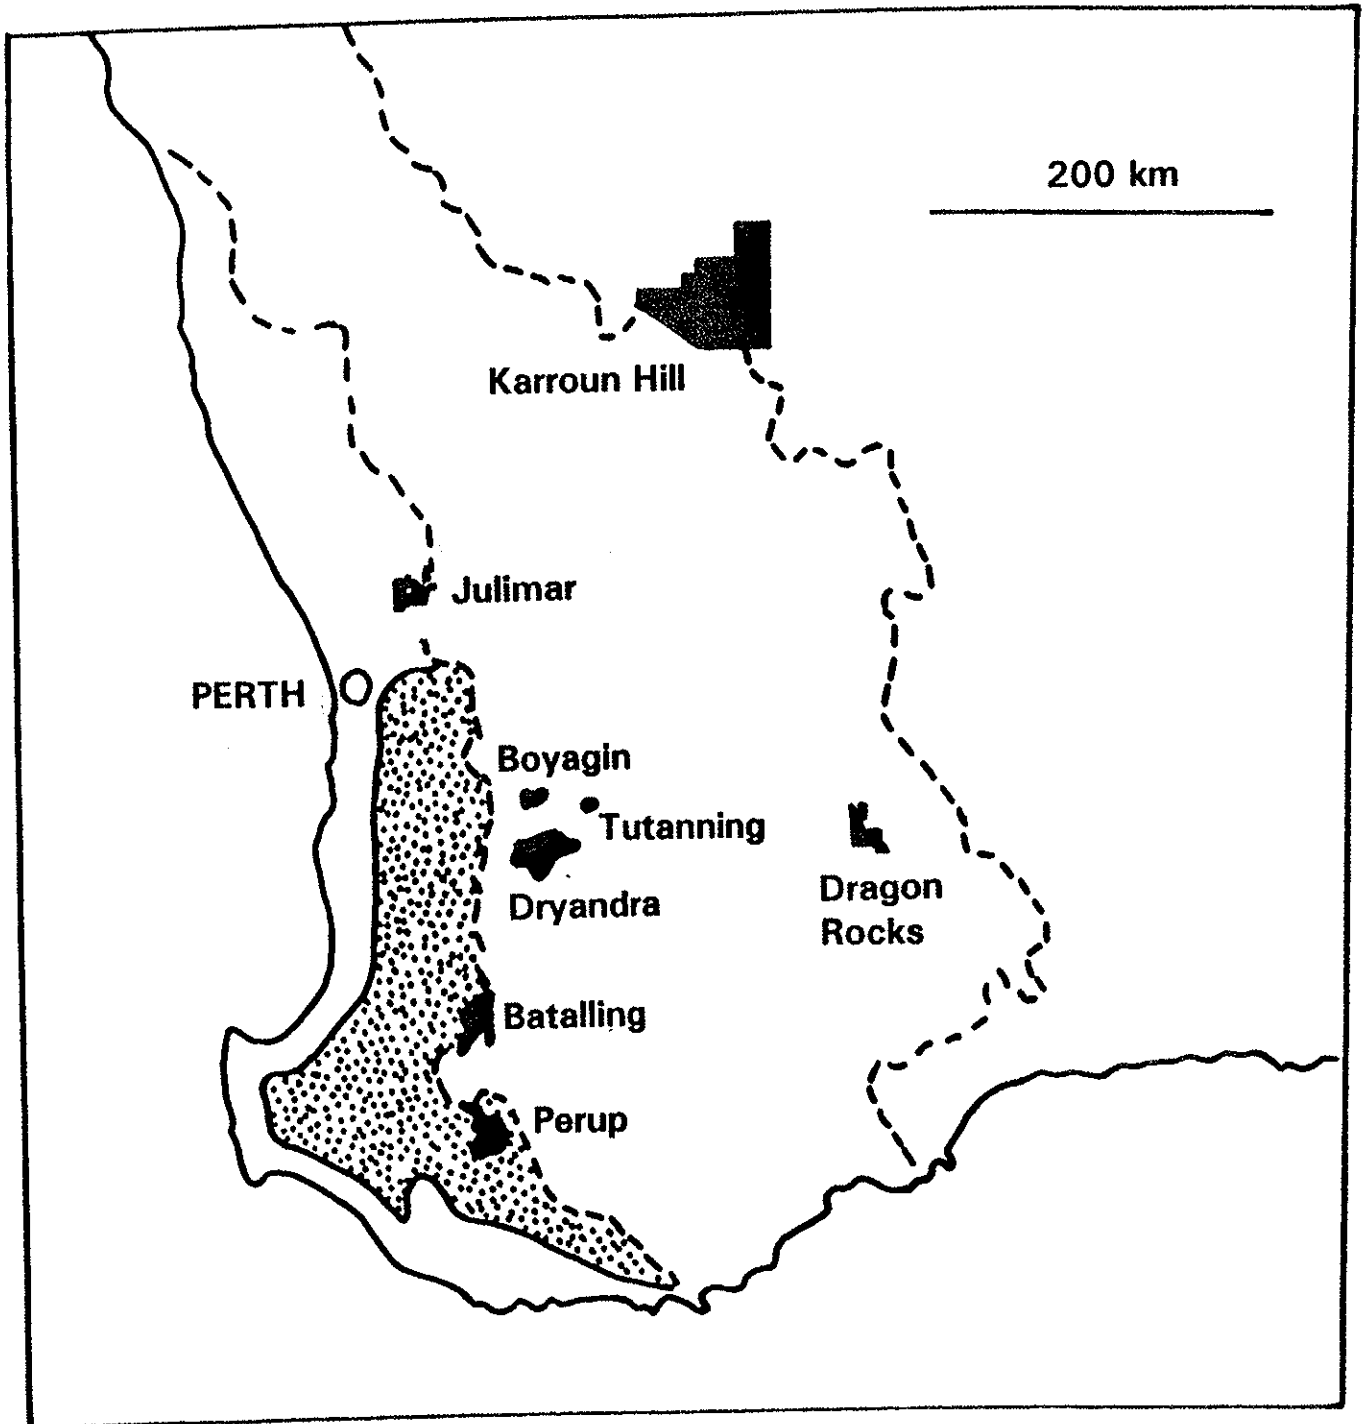 200 km
Karroun Hill
Julimar
PERTH
Boyagin
Tutanning
Dryandra
Dragon
Rocks
Batalling
Perup